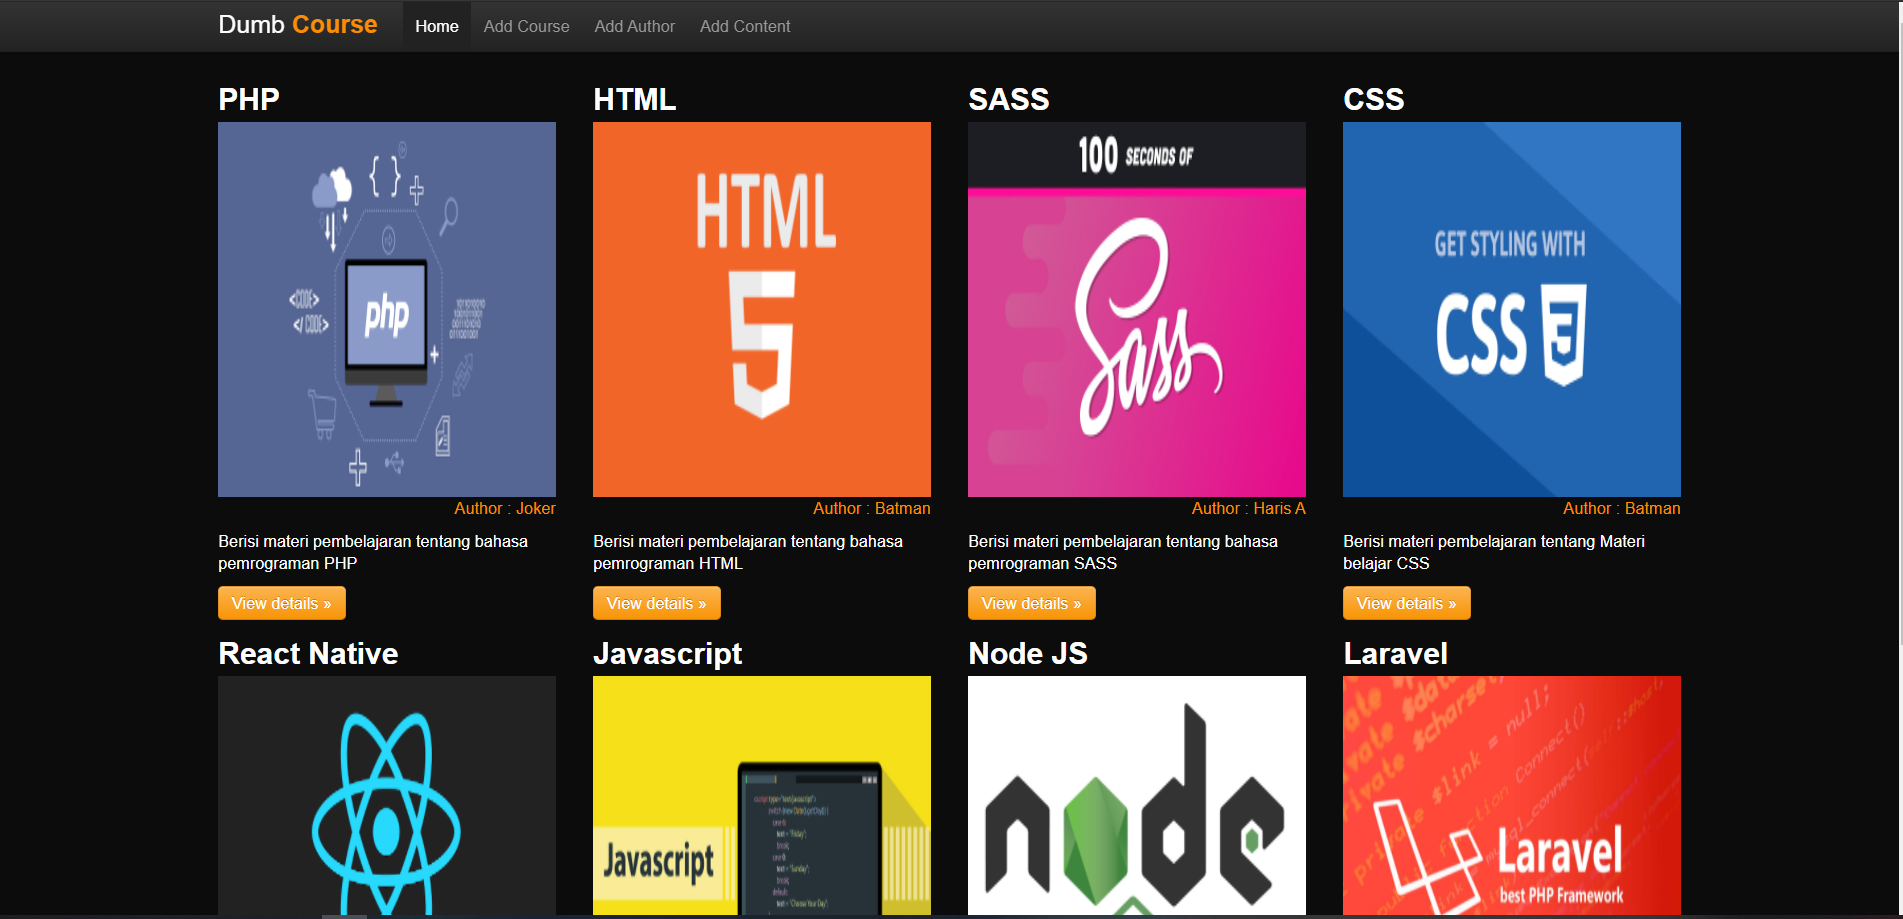 Dumb Course Home Add Course Add Author Add Content
PHP
php
<CODE>
</ CODE>
Author : Joker
Berisi materi pembelajaran tentang bahasa
pemrograman PHP
View details »
HTML
HTML
5
Author : Batman
Berisi materi pembelajaran tentang bahasa
pemrograman HTML
View details »
SASS
100 SECONDS OF
Sass
Author : Haris A
Berisi materi pembelajaran tentang bahasa
pemrograman SASS
View details »
CSS
GET STYLING WITH
CSS 3
Author : Batman
Berisi materi pembelajaran tentang Materi
belajar CSS
View details »
React Native
Javascript
Javascript
Node JS
node
Laravel
$link = null;
Laravel
best PHP Framework